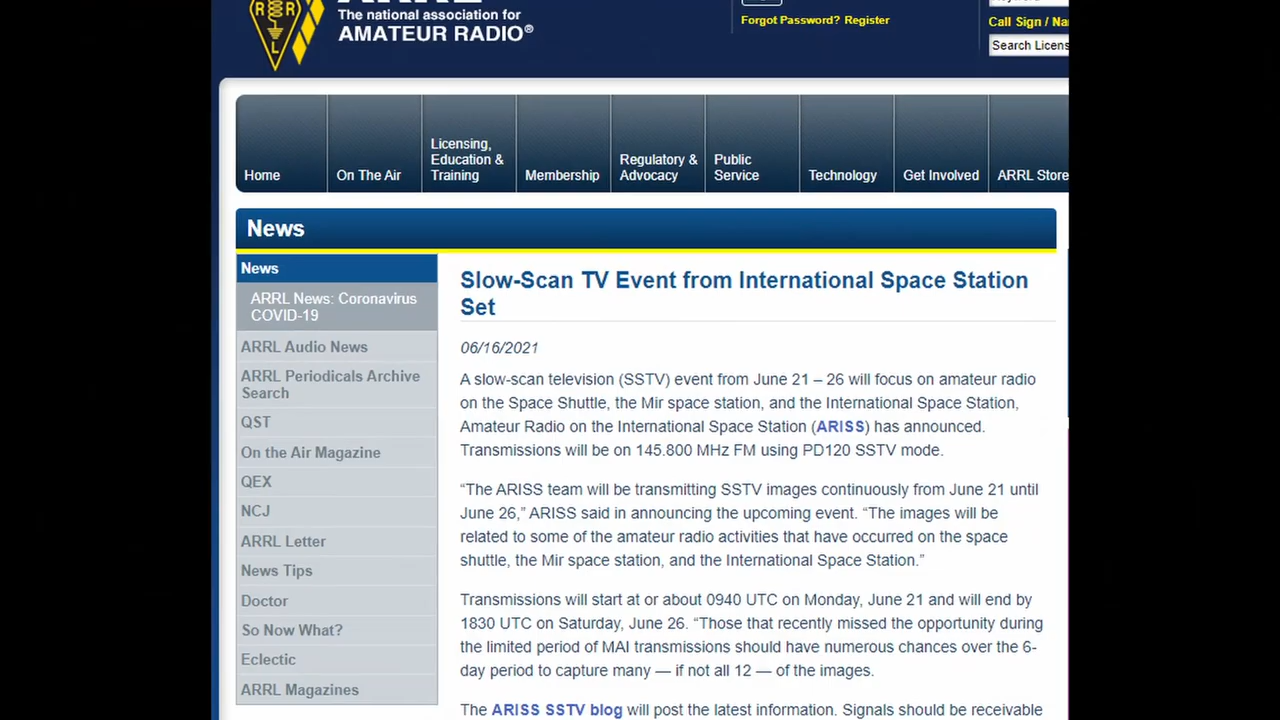 ARRL
The national association for
AMATEUR RADIO®
Forgot Password? Register
Call Sign / Na
Search Licens
Home
On The Air
Licensing,
Education &
Training
Membership
Regulatory &
Advocacy
Public
Service
Technology
Get Involved
ARRL Store
News
News
ARRL News: Coronavirus
COVID-19
ARRL Audio News
ARRL Periodicals Archive
Search
QST
On the Air Magazine
QEX
NCJ
ARRL Letter
News Tips
Doctor
So Now What?
Eclectic
ARRL Magazines
Slow-Scan TV Event from International Space Station
Set
06/16/2021
A slow-scan television (SSTV) event from June 21 – 26 will focus on amateur radio
on the Space Shuttle, the Mir space station, and the International Space Station,
Amateur Radio on the International Space Station (ARISS) has announced.
Transmissions will be on 145.800 MHz FM using PD120 SSTV mode.
“The ARISS team will be transmitting SSTV images continuously from June 21 until
June 26,” ARISS said in announcing the upcoming event. “The images will be
related to some of the amateur radio activities that have occurred on the space
shuttle, the Mir space station, and the International Space Station.”
Transmissions will start at or about 0940 UTC on Monday, June 21 and will end by
1830 UTC on Saturday, June 26. “Those that recently missed the opportunity during
the limited period of MAI transmissions should have numerous chances over the 6-
day period to capture many — if not all 12 — of the images.
The ARISS SSTV blog will post the latest information. Signals should be receivable